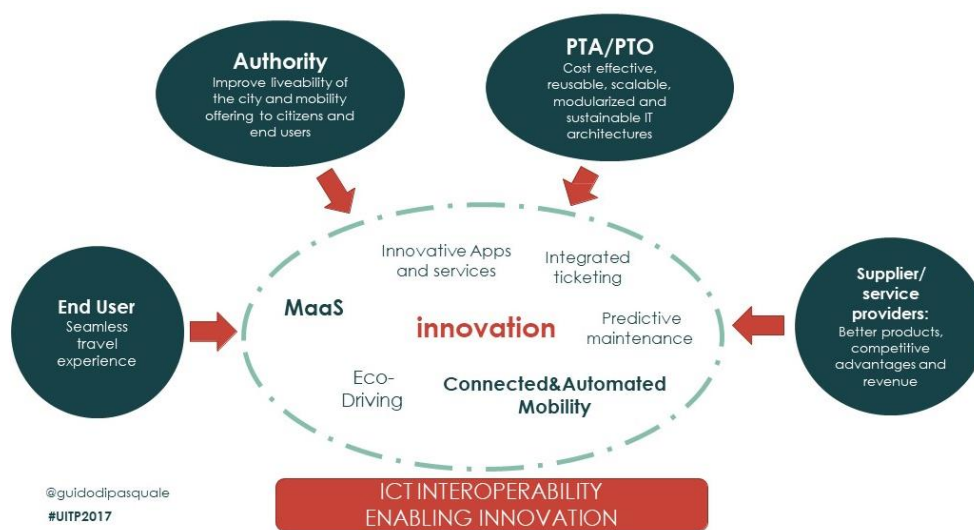 Authority
Improve liveability of
the city and mobility
offering to citizens and
end users
PTA/PTO
Cost effective,
reusable, scalable,
modularized and
sustainable IT
architectures
End User
Seamless
travel
experience
Innovative Apps
and services
Integrated
ticketing
MaaS
innovation
Predictive
maintenance
Eco-
Driving
Connected&Automated
Mobility
Supplier/
service
providers:
Better products,
competitive
advantages and
revenue
@guidodipasquale
#UITP2017
ICT INTEROPERABILITY
ENABLING INNOVATION